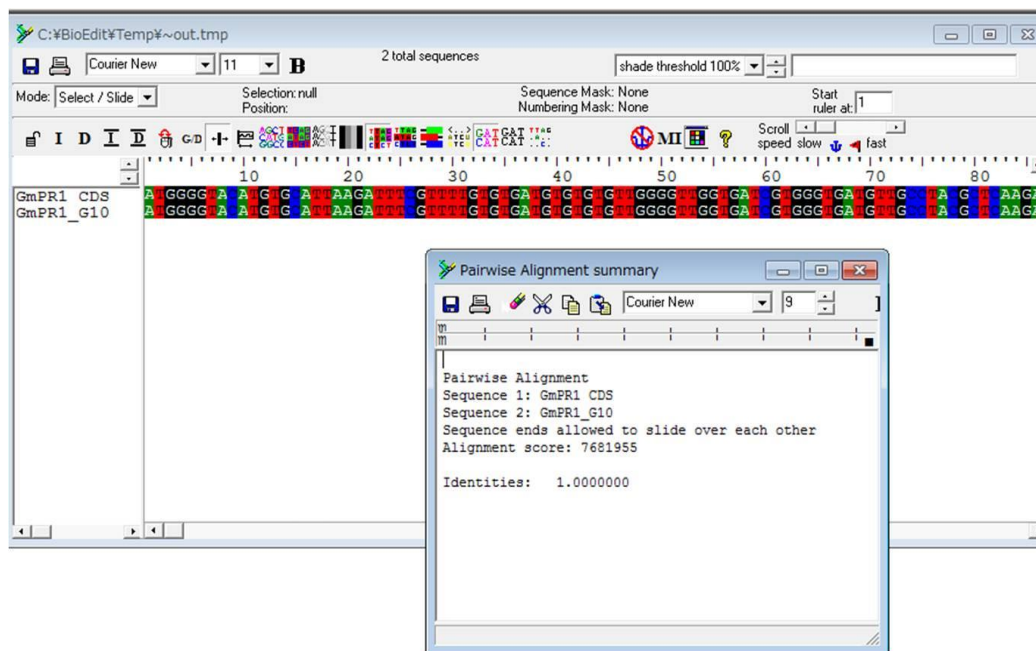 C:¥BioEdit¥Temp¥~out.tmp
Courier New 11 B 2 total sequences shade threshold 100%
Mode: Select / Slide Selection: null Position: Sequence Mask: None Numbering Mask: None Start ruler at: 1
I D I D G/D MI ? Scroll speed slow fast
10 20 30 40 50 60 70 80
GmPR1 CDS ATGGGGTACATGTGCATTAAGATTTCGTTTTGTGTGATGTGTGTGTTGGGGTTGGTGATCGTGGGTGATGTTGCCTACGCTCAAGA
GmPR1_G10 ATGGGGTACATGTGCATTAAGATTTCGTTTTGTGTGATGTGTGTGTTGGGGTTGGTGATCGTGGGTGATGTTGCCTACGCTCAAGA
Pairwise Alignment summary
Courier New 9
Pairwise Alignment
Sequence 1: GmPR1 CDS
Sequence 2: GmPR1_G10
Sequence ends allowed to slide over each other
Alignment score: 7681955
Identities: 1.0000000